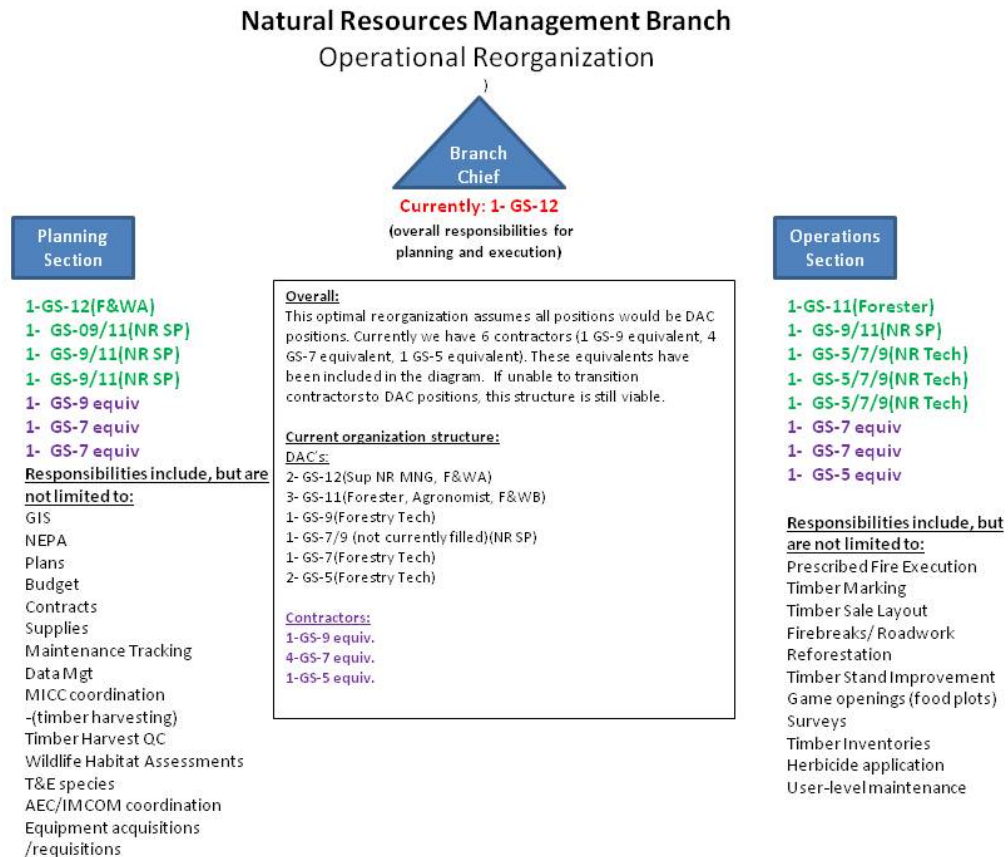 Natural Resources Management Branch
Operational Reorganization
)
Branch
Chief
Currently: 1- GS-12
(overall responsibilities for
planning and execution)
Planning
Section
1-GS-12(F&WA)
1- GS-09/11(NR SP)
1- GS-9/11(NR SP)
1- GS-9/11(NR SP)
1- GS-9 equiv
1- GS-7 equiv
1- GS-7 equiv
Responsibilities include, but are
not limited to:
GIS
NEPA
Plans
Budget
Contracts
Supplies
Maintenance Tracking
Data Mgt
MICC coordination
-(timber harvesting)
Timber Harvest QC
Wildlife Habitat Assessments
T&E species
AEC/IMCOM coordination
Equipment acquisitions
/requisitions
Overall:
This optimal reorganization assumes all positions would be DAC
positions. Currently we have 6 contractors (1 GS-9 equivalent, 4
GS-7 equivalent, 1 GS-5 equivalent). These equivalents have
been included in the diagram. If unable to transition
contractors to DAC positions, this structure is still viable.
Current organization structure:
DAC's:
2- GS-12(Sup NR MNG, F&WA)
3- GS-11(Forester, Agronomist, F&WB)
1- GS-9(Forestry Tech)
1- GS-7/9 (not currently filled)(NR SP)
1- GS-7(Forestry Tech)
2- GS-5(Forestry Tech)
Contractors:
1-GS-9 equiv.
4-GS-7 equiv.
1-GS-5 equiv.
Operations
Section
1-GS-11(Forester)
1- GS-9/11(NR SP)
1- GS-5/7/9(NR Tech)
1- GS-5/7/9(NR Tech)
1- GS-5/7/9(NR Tech)
1- GS-7 equiv
1- GS-7 equiv
1- GS-5 equiv
Responsibilities include, but
are not limited to:
Prescribed Fire Execution
Timber Marking
Timber Sale Layout
Firebreaks/ Roadwork
Reforestation
Timber Stand Improvement
Game openings (food plots)
Surveys
Timber Inventories
Herbicide application
User-level maintenance